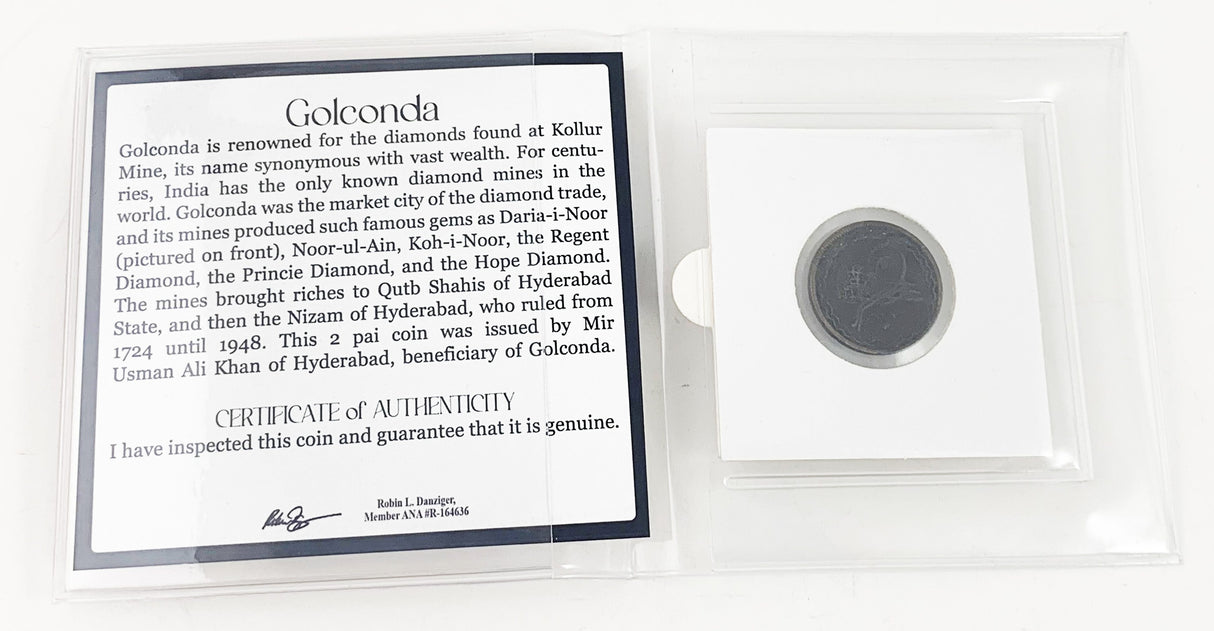 Golconda
Golconda is renowned for the diamonds found at Kollur
Mine, its name synonymous with vast wealth. For centu-
ries, India has the only known diamond mines in the
world. Golconda was the market city of the diamond trade,
and its mines produced such famous gems as Daria-i-Noor
(pictured on front), Noor-ul-Ain, Koh-i-Noor, the Regent
Diamond, the Princie Diamond, and the Hope Diamond.
The mines brought riches to Qutb Shahis of Hyderabad
State, and then the Nizam of Hyderabad, who ruled from
1724 until 1948. This 2 pai coin was issued by Mir
Usman Ali Khan of Hyderabad, beneficiary of Golconda.
CERTIFICATE of AUTHENTICITY
I have inspected this coin and guarantee that it is genuine.
Robin L. Danziger,
Member ANA #R-164636